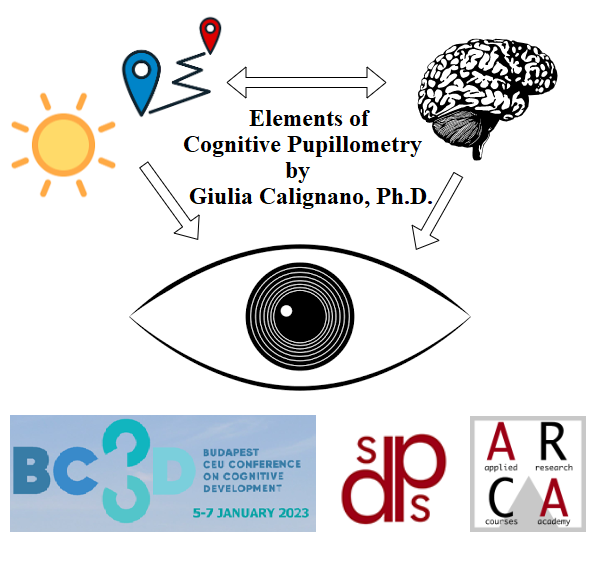 Elements of
Cognitive Pupillometry
by
Giulia Calignano, Ph.D.
BC3D
BUDAPEST
CEU CONFERENCE
ON COGNITIVE
DEVELOPMENT
5-7 JANUARY 2023
s p
d s
A R
applied research
C A
courses academy